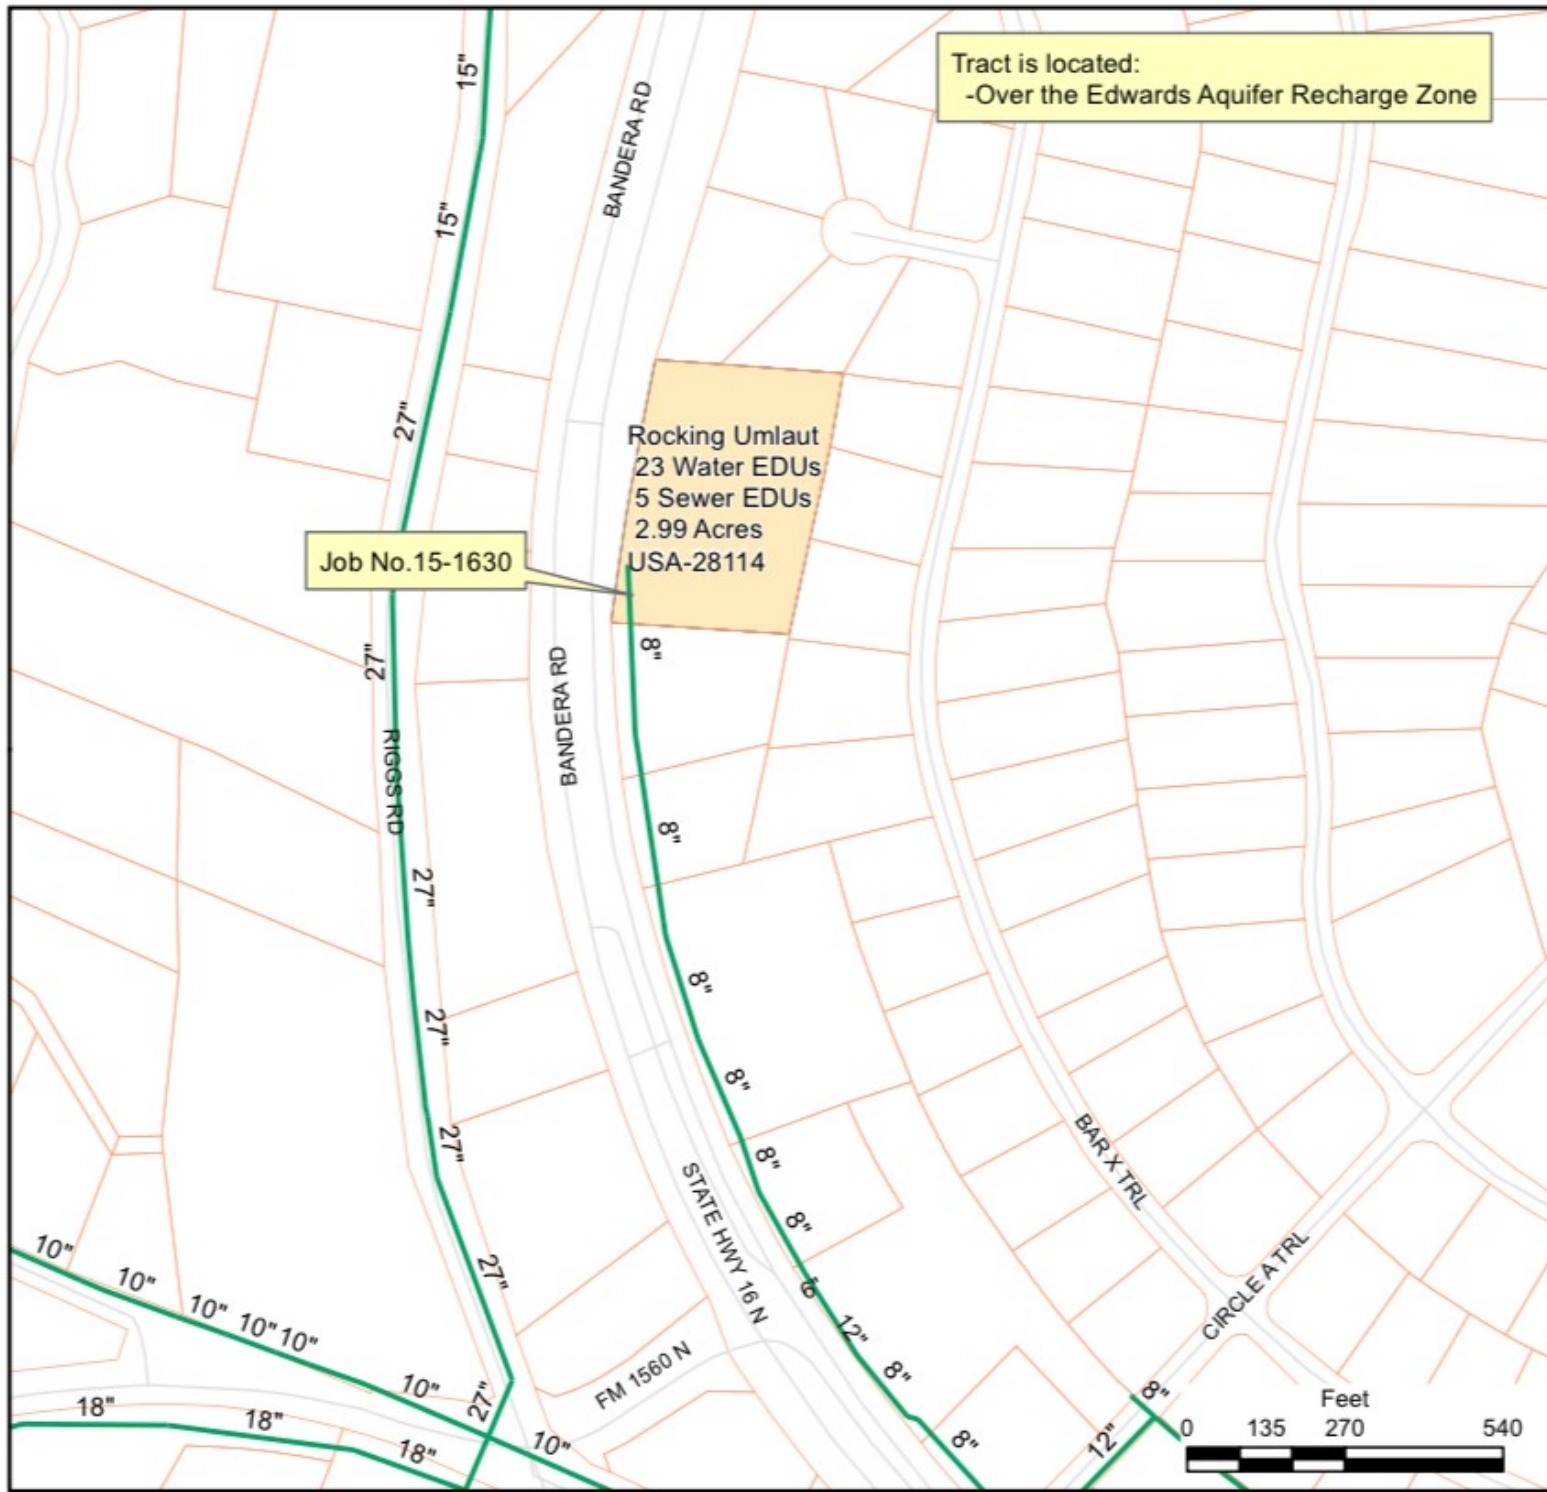 Tract is located:
-Over the Edwards Aquifer Recharge Zone
15"
BANDERA RD
15"
27"
Rocking Umlaut
23 Water EDUs
5 Sewer EDUs
2.99 Acres
USA-28114
Job No.15-1630
8"
27"
BANDERA RD
RIGGS RD
8"
27"
8"
27"
8"
27"
8"
BAR X TRL
STATE HWY 16 N
8"
10"
27"
10"
CIRCLE A TRL
10"
10"
10"
12"
FM 1560 N
8"
10"
27"
8"
Feet
18"
18"
0 135 270 540
18"
10"
8"
12"